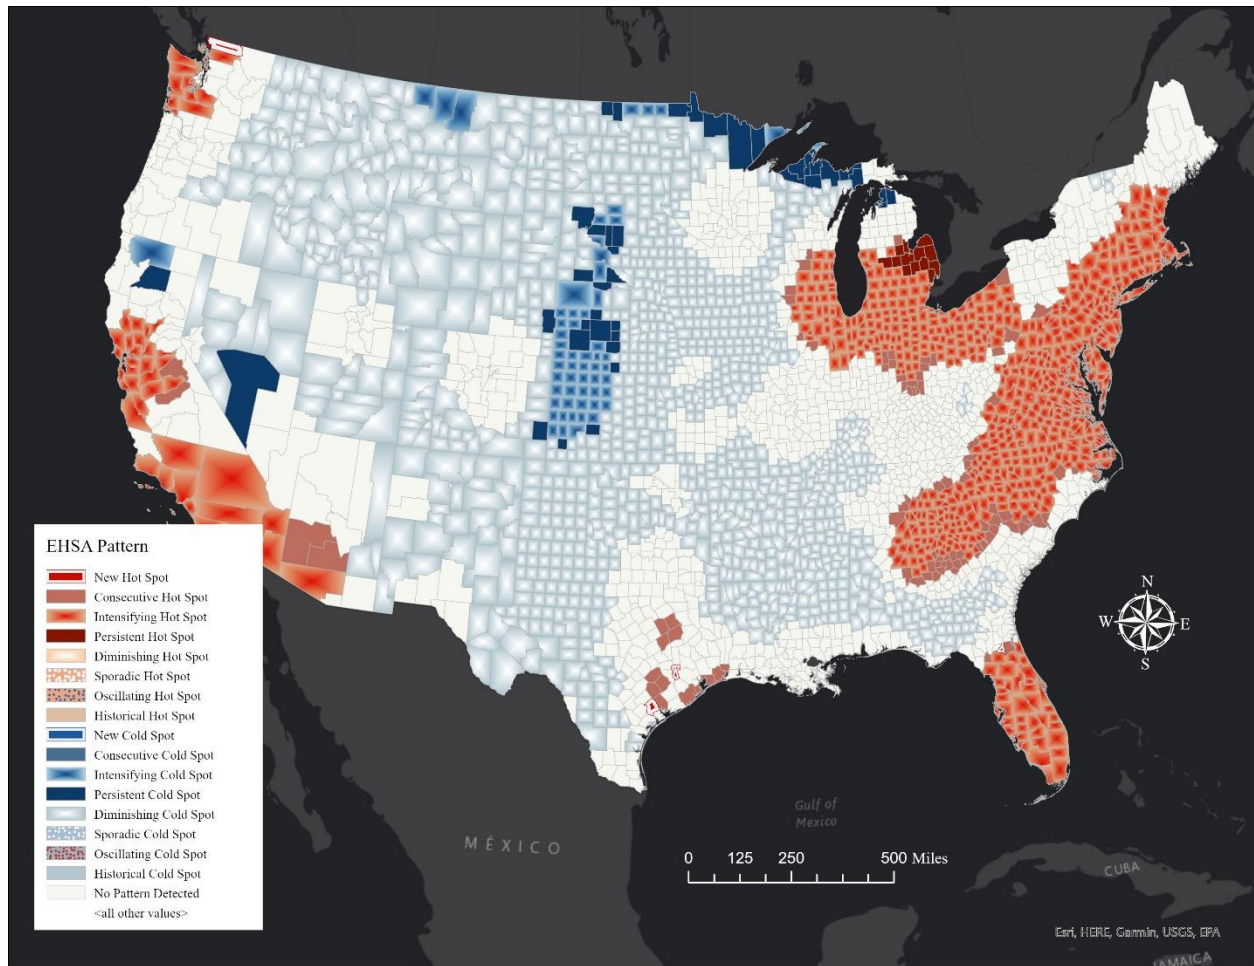 EHSA Pattern
New Hot Spot
Consecutive Hot Spot
Intensifying Hot Spot
Persistent Hot Spot
Diminishing Hot Spot
Sporadic Hot Spot
Oscillating Hot Spot
Historical Hot Spot
New Cold Spot
Consecutive Cold Spot
Intensifying Cold Spot
Persistent Cold Spot
Diminishing Cold Spot
Sporadic Cold Spot
Oscillating Cold Spot
Historical Cold Spot
No Pattern Detected
<all other values>
N
W E
S
Gulf of
Mexico
MÉXICO
0 125 250 500 Miles
CUBA
Esri, HERE, Garmin, USGS, EPA
JAMAICA